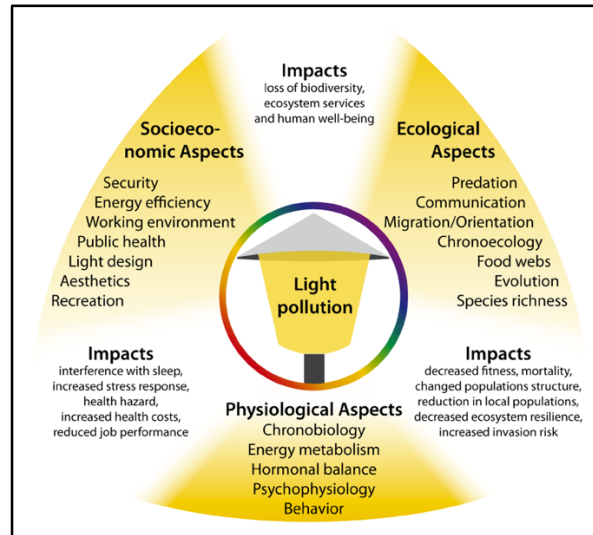 Impacts
loss of biodiversity,
ecosystem services
and human well-being
Socioeco-
nomic Aspects
Security
Energy efficiency
Working environment
Public health
Light design
Aesthetics
Recreation
Ecological
Aspects
Predation
Communication
Migration/Orientation
Chronoecology
Food webs
Evolution
Species richness
Light
pollution
Impacts
interference with sleep,
increased stress response,
health hazard,
increased health costs,
reduced job performance
Impacts
decreased fitness, mortality,
changed populations structure,
reduction in local populations,
decreased ecosystem resilience,
increased invasion risk
Physiological Aspects
Chronobiology
Energy metabolism
Hormonal balance
Psychophysiology
Behavior